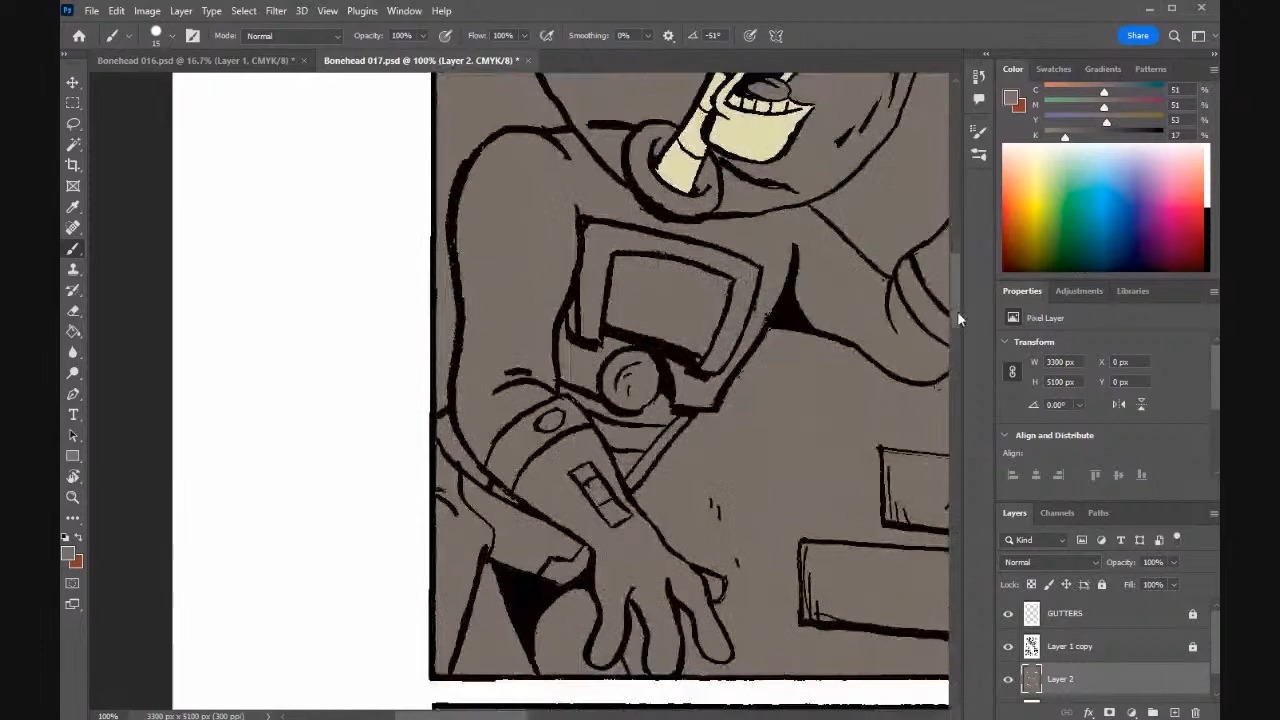 Ps File Edit Image Layer Type Select Filter 3D View Plugins Window Help
15 Mode: Normal Opacity: 100% Flow: 100% Smoothing: 0% -51° Share
Bonehead 016.psd @ 16.7% (Layer 1, CMYK/8) * × Bonehead 017.psd @ 100% (Layer 2, CMYK/8) * ×
Color Swatches Gradients Patterns
C 51 %
M 51 %
Y 53 %
K 17 %
Properties Adjustments Libraries
Pixel Layer
Transform
W 3300 px X 0 px
H 5100 px Y 0 px
0.00°
Align and Distribute
Align:
Layers Channels Paths
Kind
Normal Opacity: 100%
Lock: Fill: 100%
GUTTERS
Layer 1 copy
Layer 2
100% 3300 px x 5100 px (300 ppi)